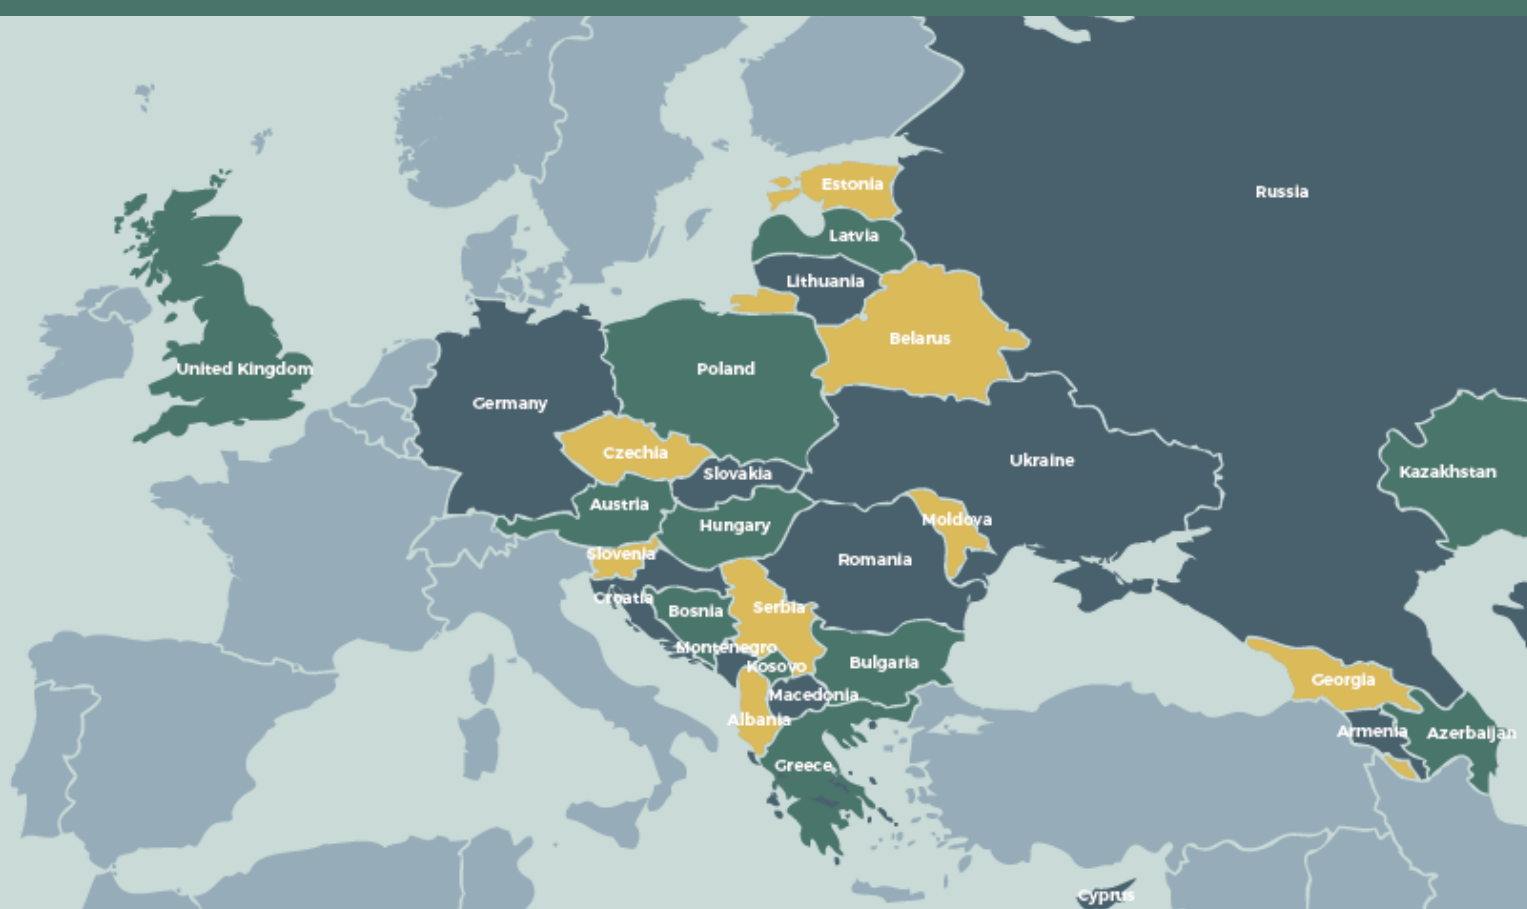 Russia
Estonia
Latvia
Lithuania
Belarus
United Kingdom
Poland
Germany
Czechia
Ukraine
Slovakia
Kazakhstan
Austria
Moldova
Hungary
Slovenia
Romania
Croatia
Serbia
Bosnia
Montenegro
Kosovo
Bulgaria
Georgia
Macedonia
Albania
Armenia
Azerbaijan
Greece
Cyprus